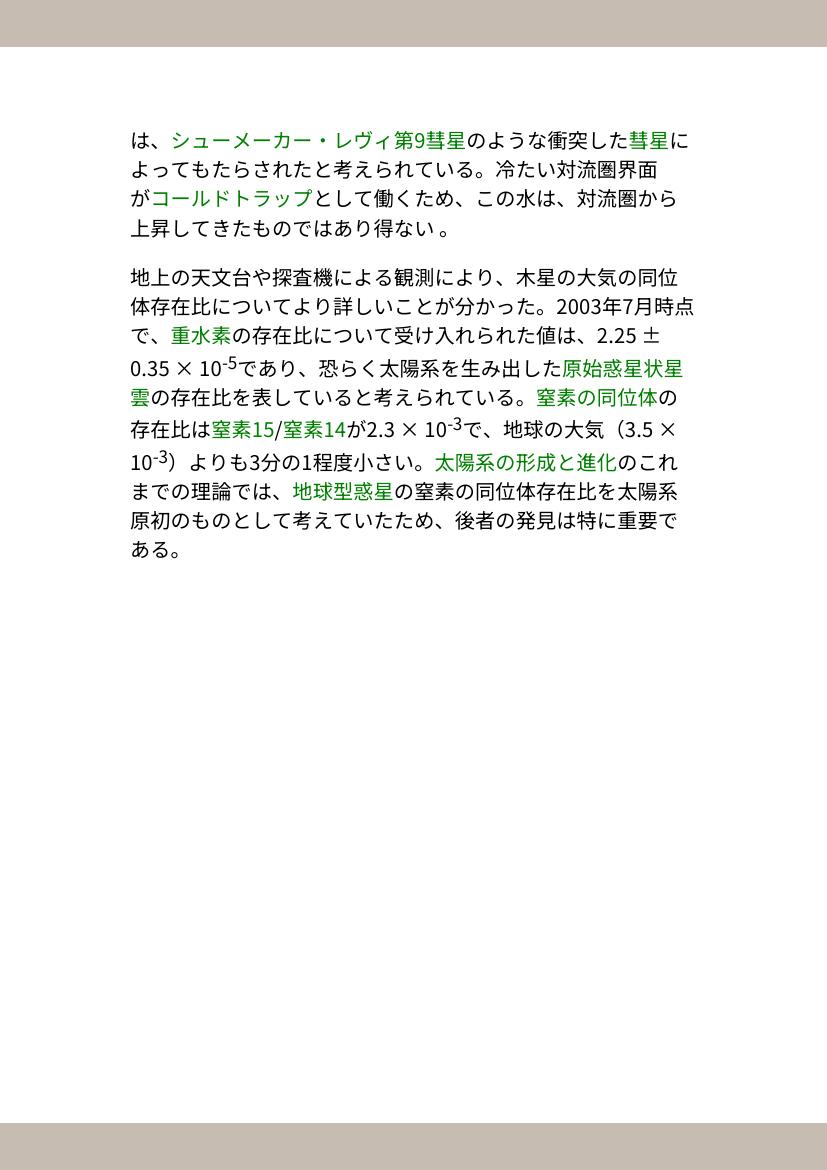 は、シューメーカー・レヴィ第9彗星のような衝突した彗星に
よってもたらされたと考えられている。冷たい対流圏界面
がコールドトラップとして働くため、この水は、対流圏から
上昇してきたものではあり得ない 。
地上の天文台や探査機による観測により、木星の大気の同位
体存在比についてより詳しいことが分かった。2003年7月時点
で、重水素の存在比について受け入れられた値は、2.25 ±
0.35 × 10⁻⁵であり、恐らく太陽系を生み出した原始惑星状星
雲の存在比を表していると考えられている。窒素の同位体の
存在比は窒素15/窒素14が2.3 × 10⁻³で、地球の大気（3.5 ×
10⁻³）よりも3分の1程度小さい。太陽系の形成と進化のこれ
までの理論では、地球型惑星の窒素の同位体存在比を太陽系
原初のものとして考えていたため、後者の発見は特に重要で
ある。